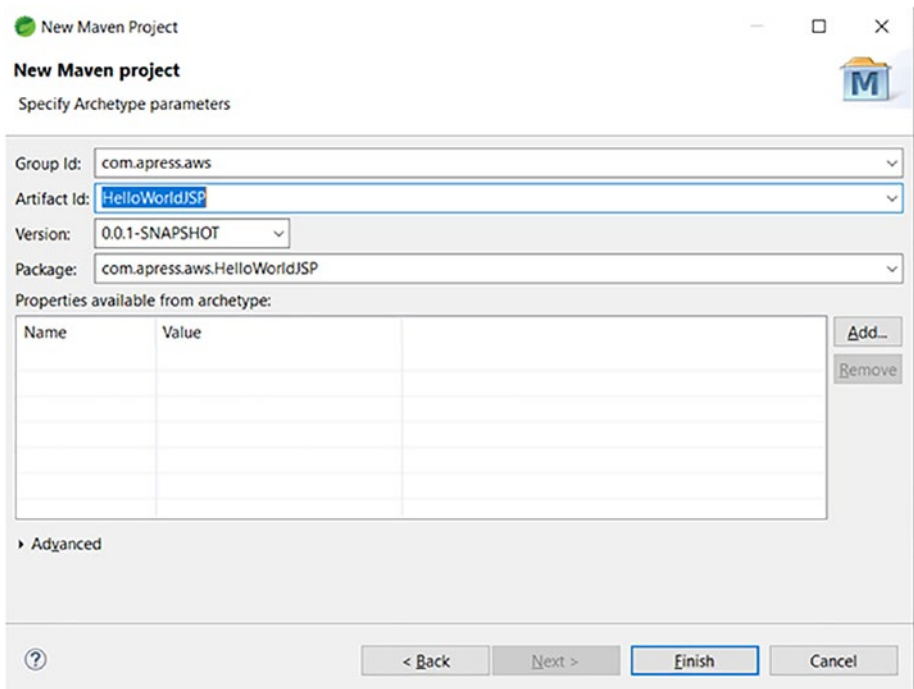 New Maven Project
New Maven project
M
Specify Archetype parameters
Group Id: com.apress.aws
Artifact Id: HelloWorldJSP
Version: 0.0.1-SNAPSHOT
Package: com.apress.aws.HelloWorldJSP
Properties available from archetype:
Name Value Add...
Remove
Advanced
? < Back Next > Finish Cancel